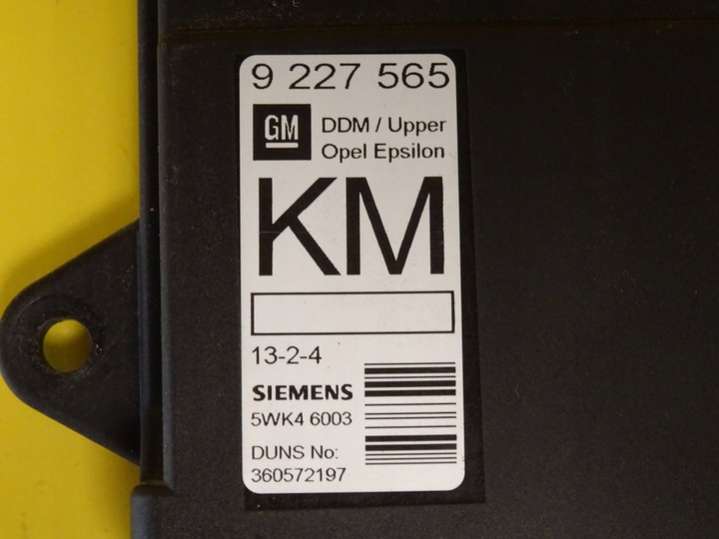 9 227 565
GM DDM / Upper
Opel Epsilon
KM
13-2-4
SIEMENS
5WK4 6003
DUNS No:
360572197